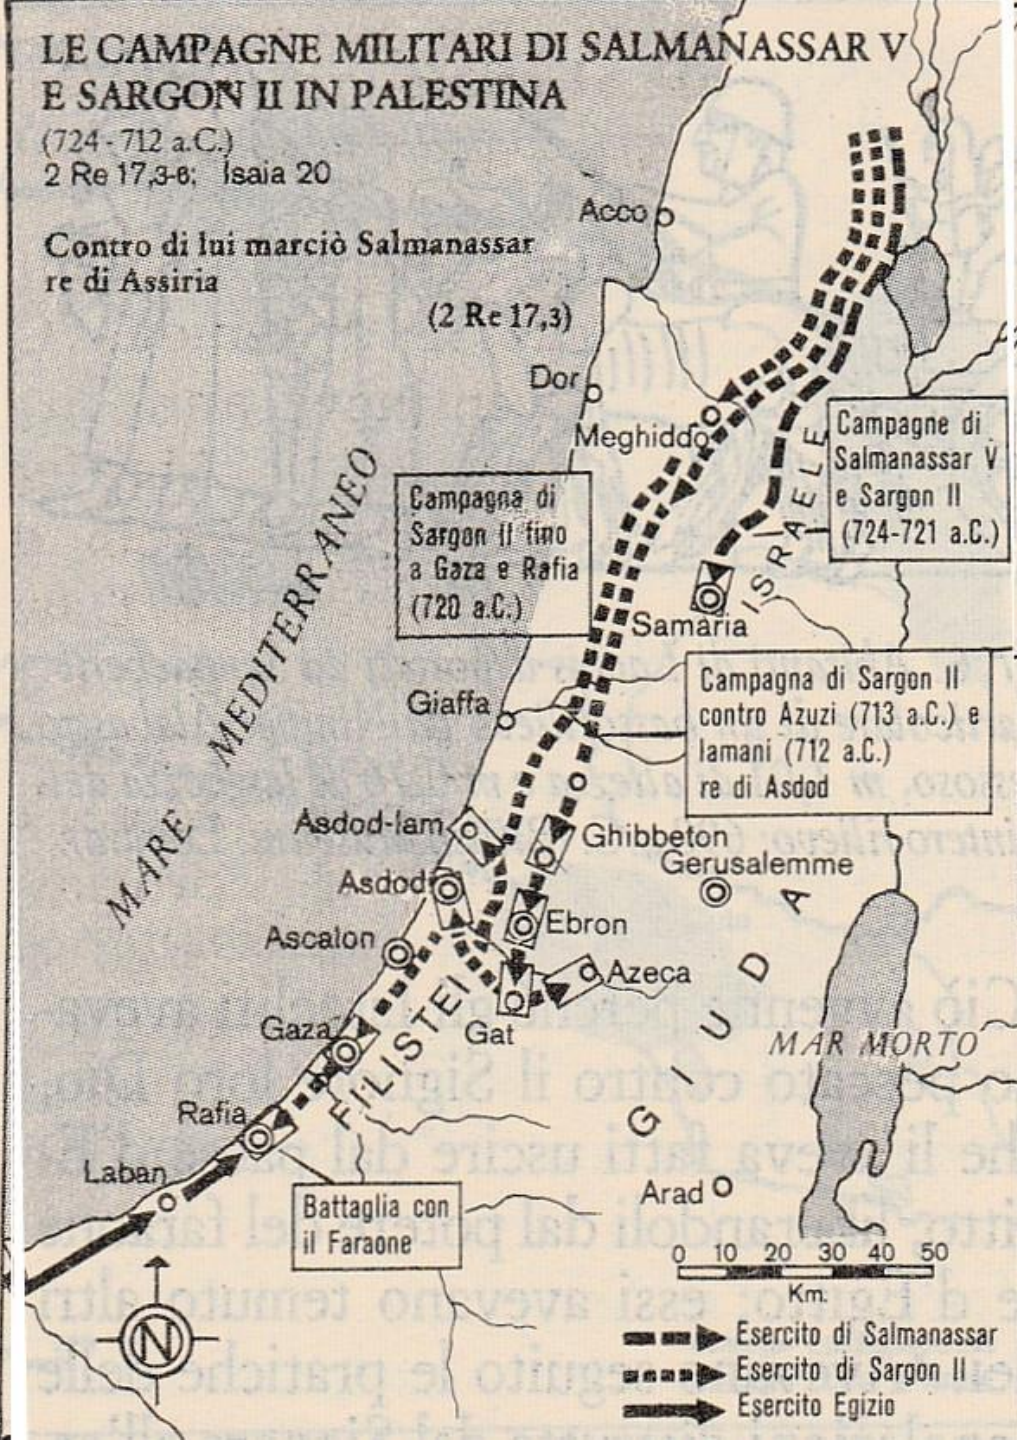 LE CAMPAGNE MILITARI DI SALMANASSAR V
E SARGON II IN PALESTINA
(724-712 a.C.)
2 Re 17,3-6; Isaia 20
Contro di lui marciò Salmanassar
re di Assiria
(2 Re 17,3)
Acco
Dor
Meghiddo
Campagne di
Salmanassar V
e Sargon II
(724-721 a.C.)
ISRAELE
Campagna di
Sargon II fino
a Gaza e Rafia
(720 a.C.)
Samaria
MARE MEDITERRANEO
Giaffa
Campagna di Sargon II
contro Azuzi (713 a.C.) e
Iamani (712 a.C.)
re di Asdod
Asdod-Iam
Ghibbeton
Gerusalemme
Asdod
Ebron
Ascalon
Azeca
Gat
FILISTEI
GIUDA
MAR MORTO
Gaza
Rafia
Laban
Arad
Battaglia con
il Faraone
0 10 20 30 40 50
Km.
N
Esercito di Salmanassar
Esercito di Sargon II
Esercito Egizio